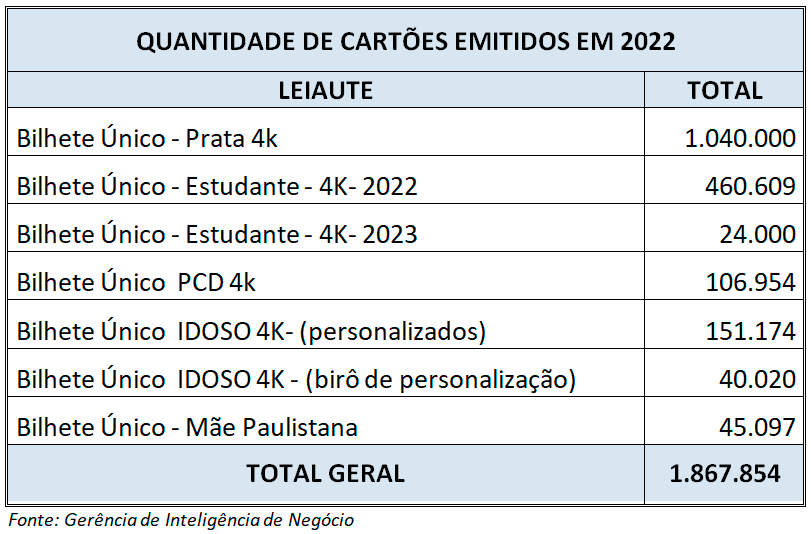 QUANTIDADE DE CARTÕES EMITIDOS EM 2022
LEIAUTE TOTAL
Bilhete Único - Prata 4k 1.040.000
Bilhete Único - Estudante - 4K- 2022 460.609
Bilhete Único - Estudante - 4K- 2023 24.000
Bilhete Único  PCD 4k 106.954
Bilhete Único  IDOSO 4K- (personalizados) 151.174
Bilhete Único  IDOSO 4K - (birô de personalização) 40.020
Bilhete Único - Mãe Paulistana 45.097
TOTAL GERAL 1.867.854
Fonte: Gerência de Inteligência de Negócio